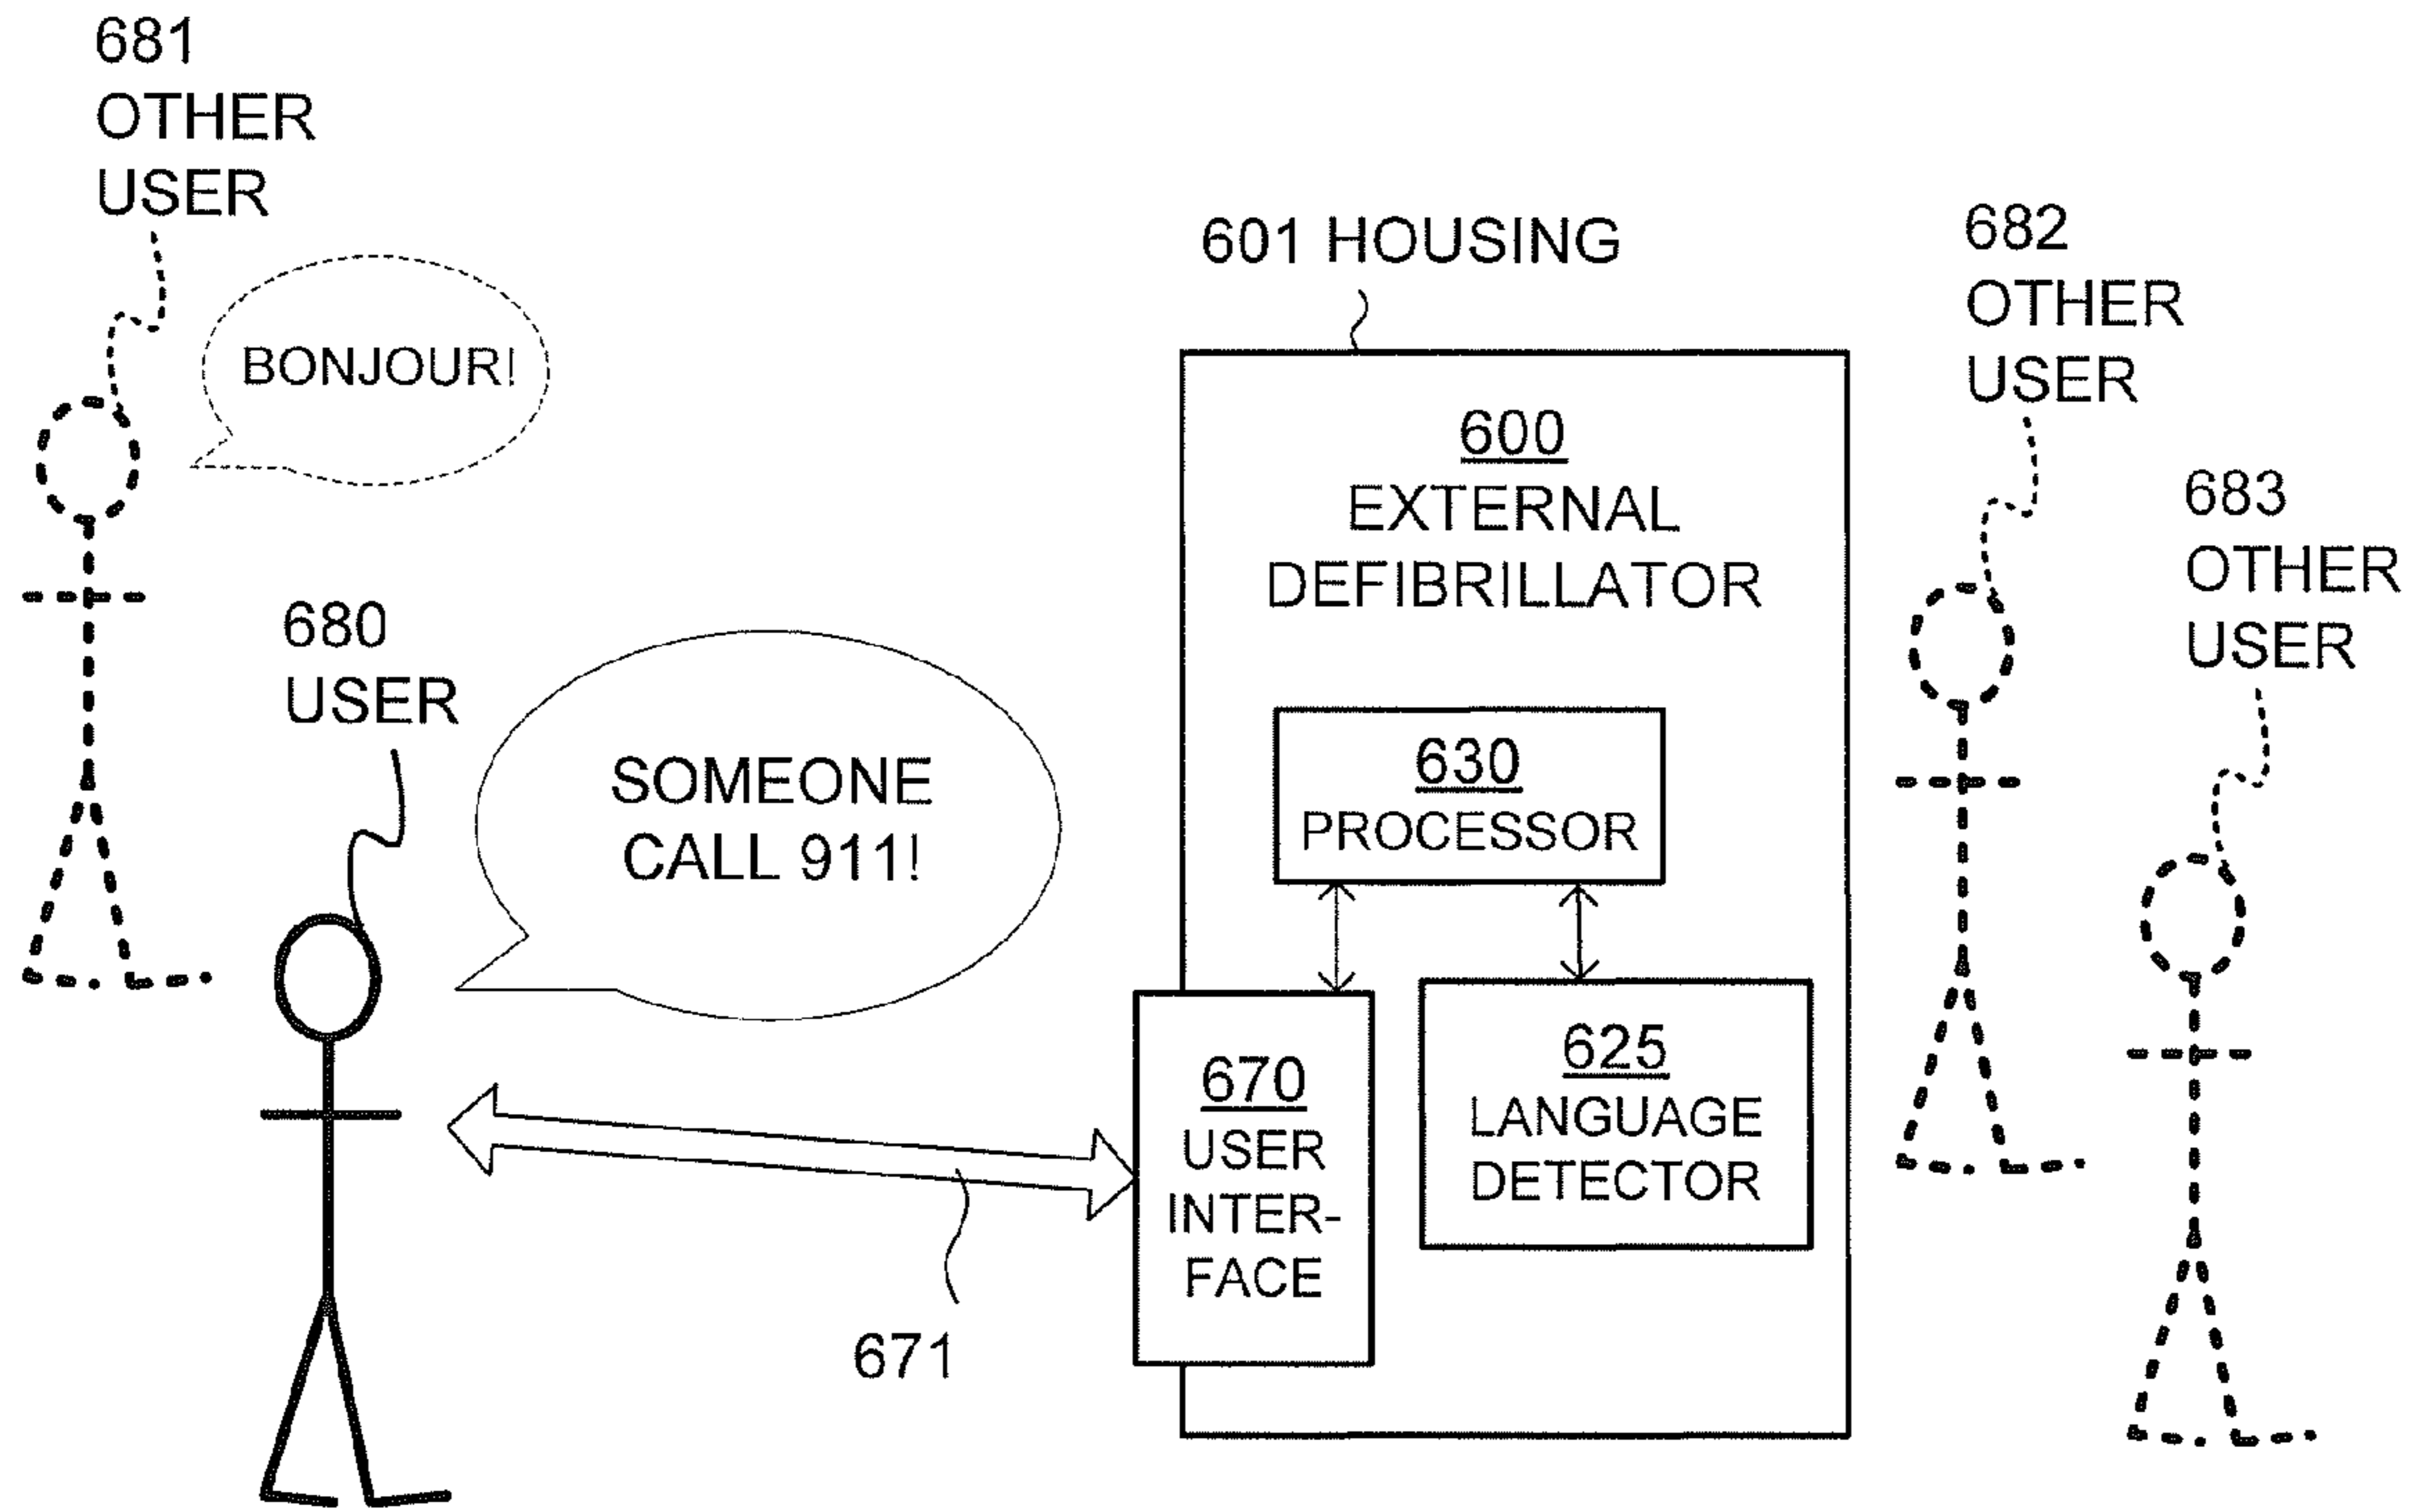 681
OTHER
USER
BONJOUR!
680
USER
SOMEONE
CALL 911!
671
601 HOUSING
600
EXTERNAL
DEFIBRILLATOR
630
PROCESSOR
670
USER
INTER-
FACE
625
LANGUAGE
DETECTOR
682
OTHER
USER
683
OTHER
USER